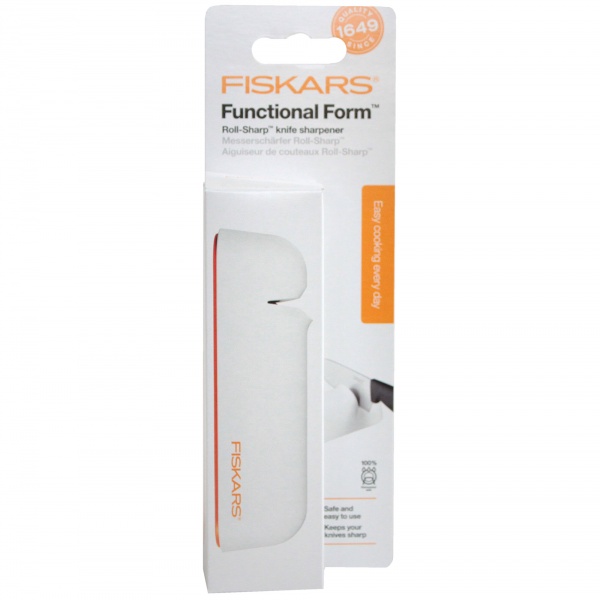 QUALITY
1649
SINCE
FISKARS®
Functional Form™
Roll-Sharp™ knife sharpener
Messerschärfer Roll-Sharp™
Aiguiseur de couteaux Roll-Sharp™
Easy cooking every day
FISKARS®
100%
Safe and
easy to use
Keeps your
knives sharp